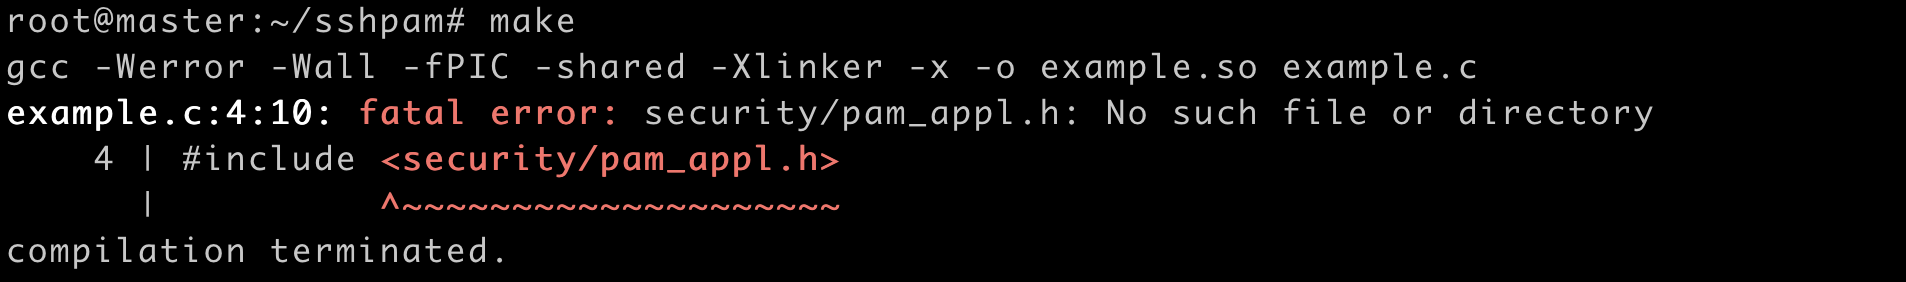 root@master:~/sshpam# make
gcc -Werror -Wall -fPIC -shared -Xlinker -x -o example.so example.c
example.c:4:10: fatal error: security/pam_appl.h: No such file or directory
    4 | #include <security/pam_appl.h>
      |          ^~~~~~~~~~~~~~~~~~~~~
compilation terminated.